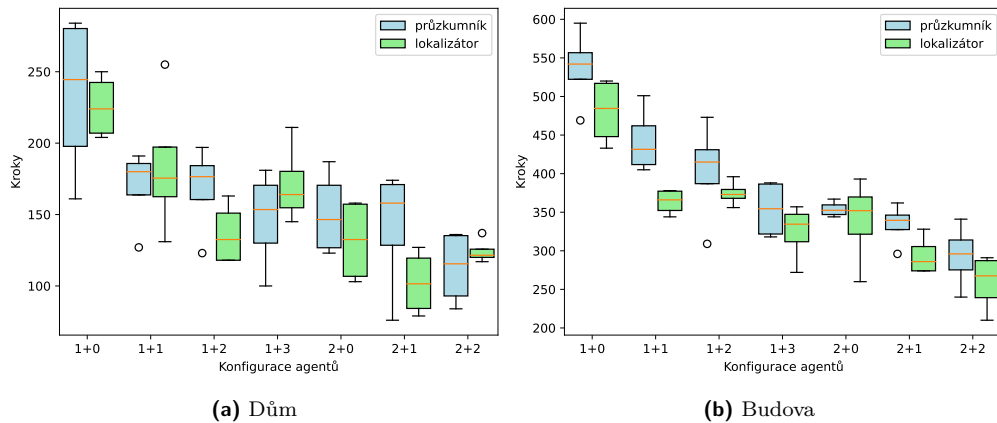 průzkumník
lokalizátor
250
200
150
100
Kroky
1+0
1+1
1+2
1+3
2+0
2+1
2+2
Konfigurace agentů
(a) Dům
průzkumník
lokalizátor
600
550
500
450
400
350
300
250
200
Kroky
1+0
1+1
1+2
1+3
2+0
2+1
2+2
Konfigurace agentů
(b) Budova